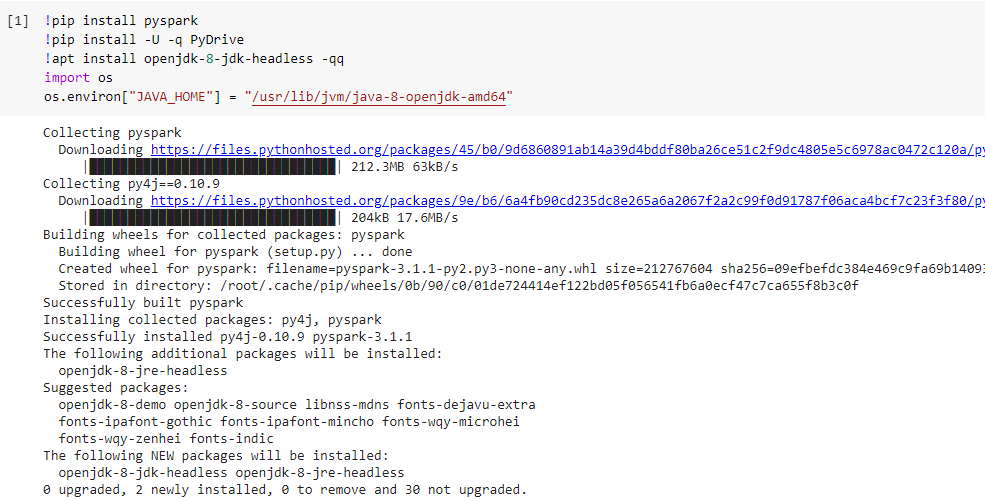 [1] !pip install pyspark
!pip install -U -q PyDrive
!apt install openjdk-8-jdk-headless -qq
import os
os.environ["JAVA_HOME"] = "/usr/lib/jvm/java-8-openjdk-amd64"
Collecting pyspark
Downloading https://files.pythonhosted.org/packages/45/b0/9d6860891ab14a39d4bddf80ba26ce51c2f9dc4805e5c6978ac0472c120a/py
| | 212.3MB 63kB/s
Collecting py4j==0.10.9
Downloading https://files.pythonhosted.org/packages/9e/b6/6a4fb90cd235dc8e265a6a2067f2a2c99f0d91787f06aca4bcf7c23f3f80/py
| | 204kB 17.6MB/s
Building wheels for collected packages: pyspark
Building wheel for pyspark (setup.py) ... done
Created wheel for pyspark: filename=pyspark-3.1.1-py2.py3-none-any.whl size=212767604 sha256=09efbefdc384e469c9fa69b14093
Stored in directory: /root/.cache/pip/wheels/0b/90/c0/01de724414ef122bd05f056541fb6a0ecf47c7ca655f8b3c0f
Successfully built pyspark
Installing collected packages: py4j, pyspark
Successfully installed py4j-0.10.9 pyspark-3.1.1
The following additional packages will be installed:
openjdk-8-jre-headless
Suggested packages:
openjdk-8-demo openjdk-8-source libnss-mdns fonts-dejavu-extra
fonts-ipafont-gothic fonts-ipafont-mincho fonts-wqy-microhei
fonts-wqy-zenhei fonts-indic
The following NEW packages will be installed:
openjdk-8-jdk-headless openjdk-8-jre-headless
0 upgraded, 2 newly installed, 0 to remove and 30 not upgraded.